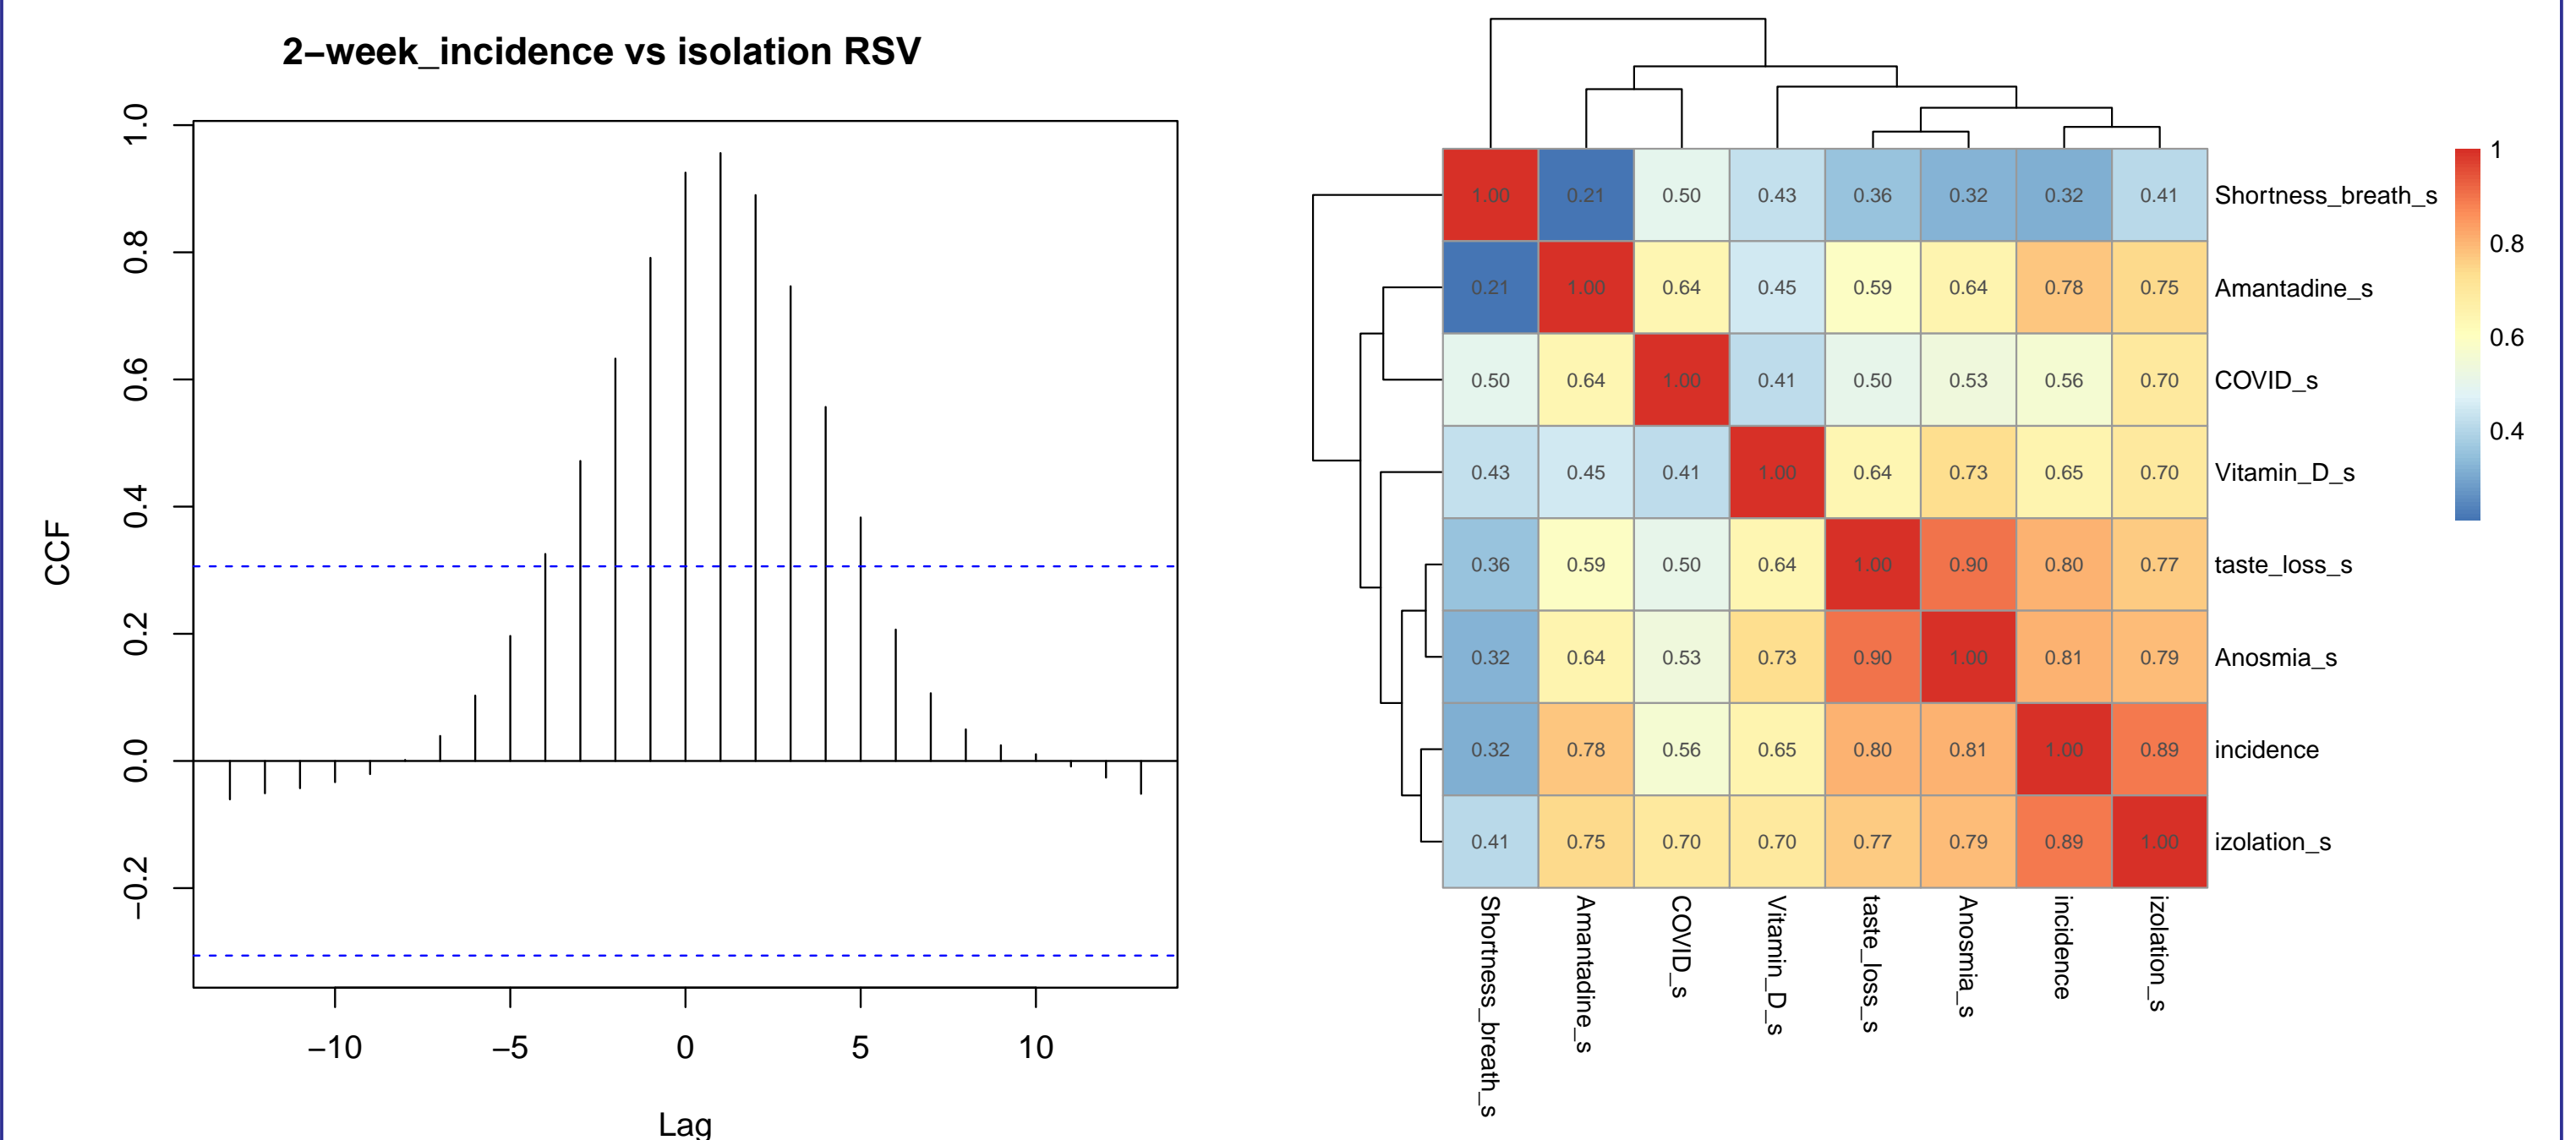 2−week_incidence vs isolation RSV
1.0
0.8
0.6
0.4
0.2
0.0
−0.2
CCF
−10 −5 0 5 10
Lag
1.00 0.21 0.50 0.43 0.36 0.32 0.32 0.41 Shortness_breath_s
0.21 1.00 0.64 0.45 0.59 0.64 0.78 0.75 Amantadine_s
0.50 0.64 1.00 0.41 0.50 0.53 0.56 0.70 COVID_s
0.43 0.45 0.41 1.00 0.64 0.73 0.65 0.70 Vitamin_D_s
0.36 0.59 0.50 0.64 1.00 0.90 0.80 0.77 taste_loss_s
0.32 0.64 0.53 0.73 0.90 1.00 0.81 0.79 Anosmia_s
0.32 0.78 0.56 0.65 0.80 0.81 1.00 0.89 incidence
0.41 0.75 0.70 0.70 0.77 0.79 0.89 1.00 izolation_s
Shortness_breath_s
Amantadine_s
COVID_s
Vitamin_D_s
taste_loss_s
Anosmia_s
incidence
izolation_s
1
0.8
0.6
0.4